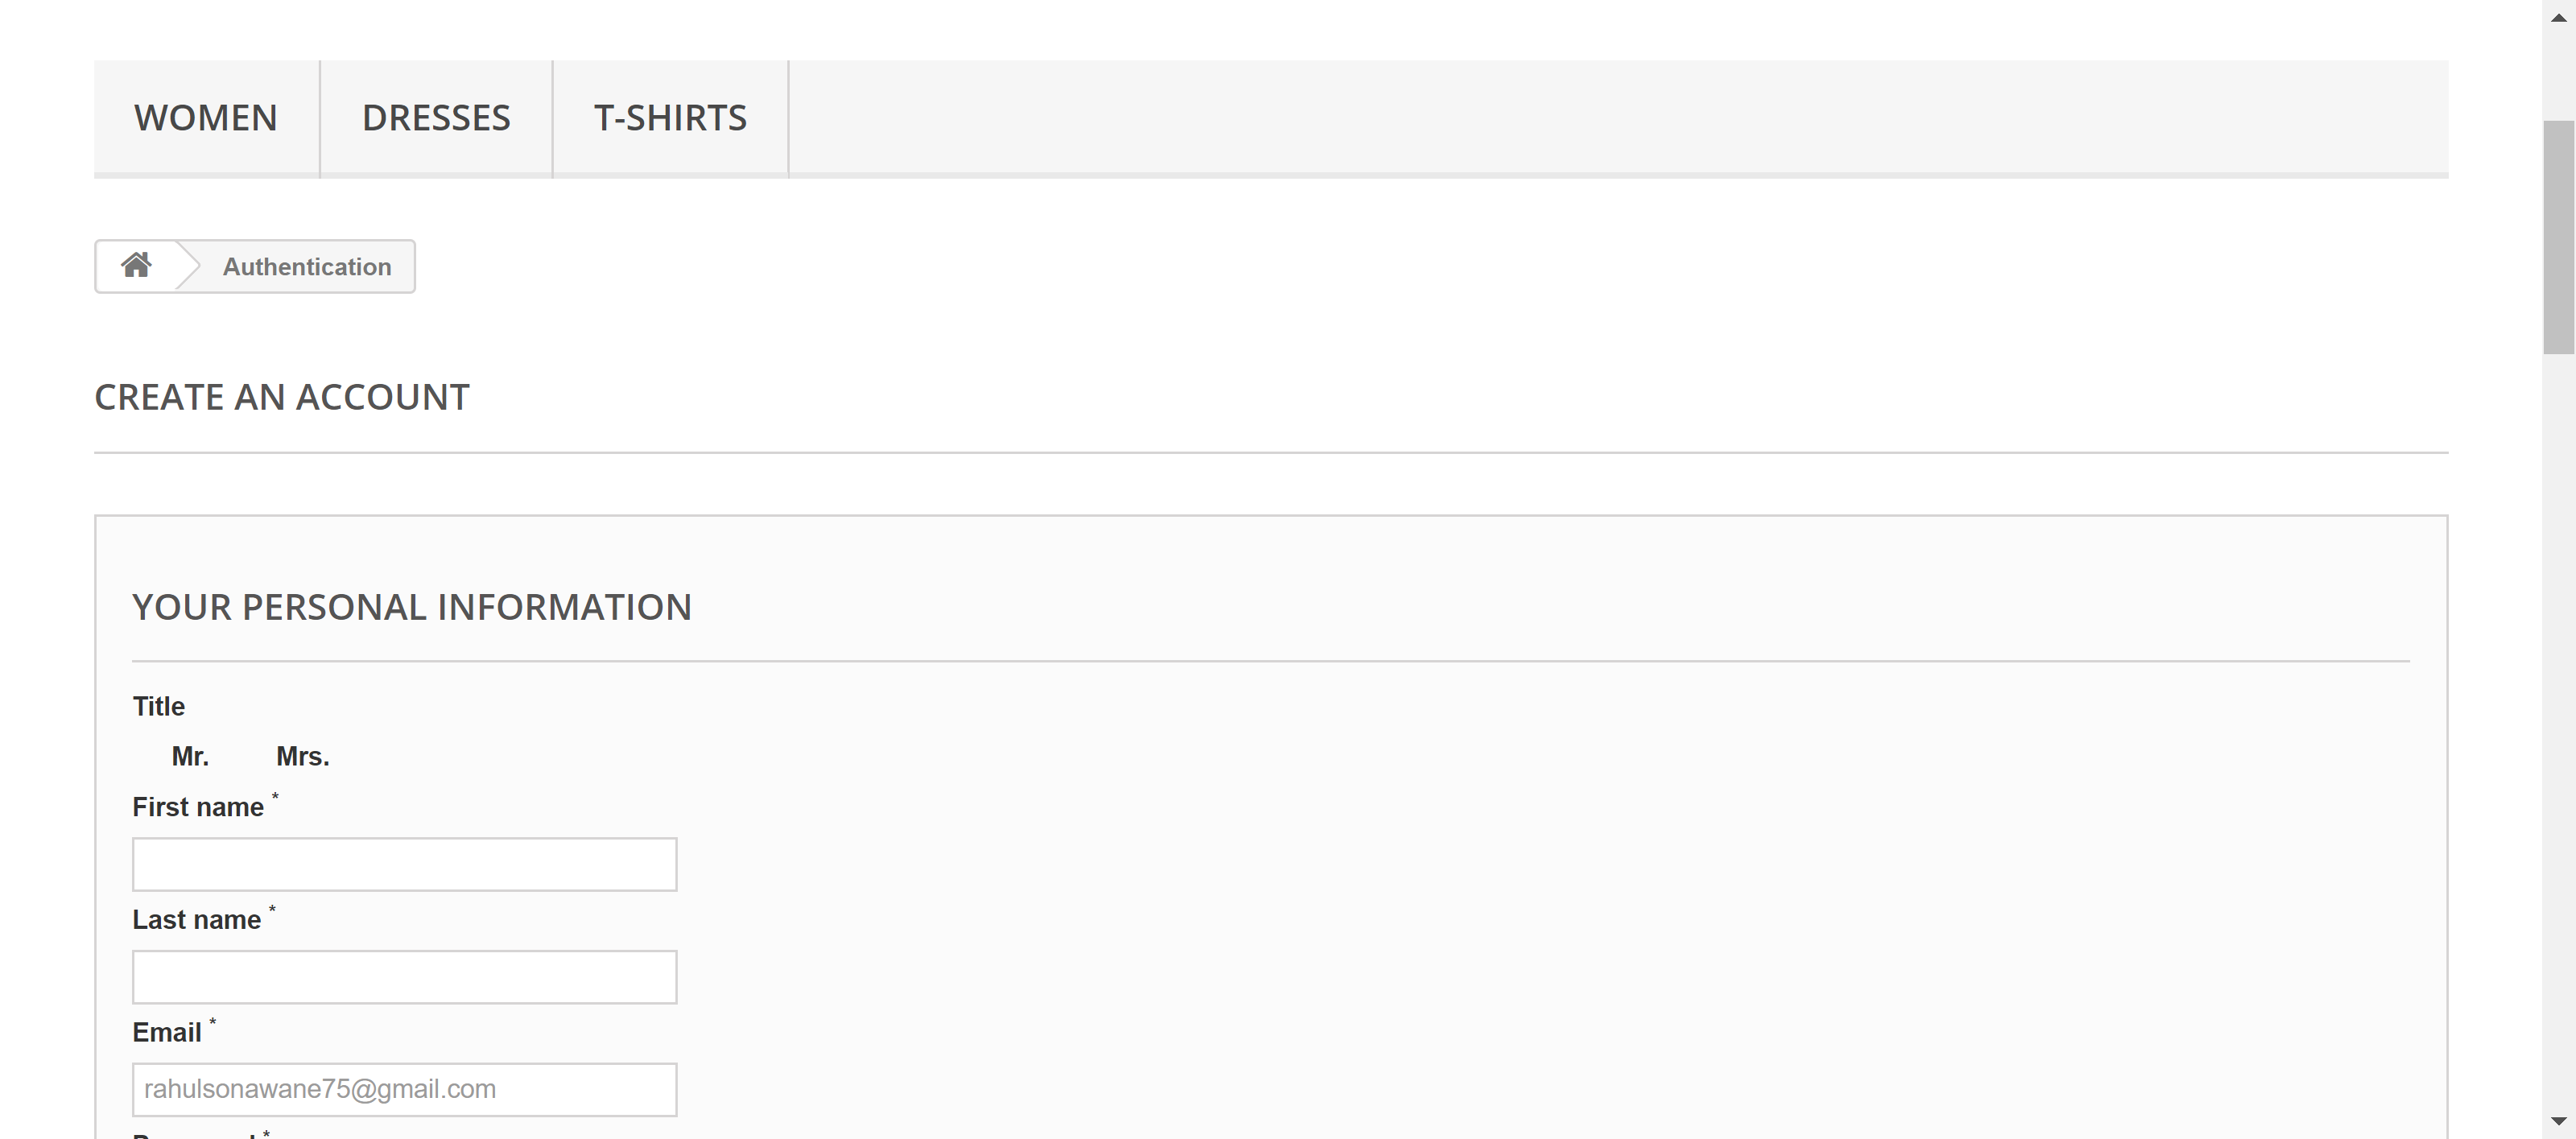 WOMEN DRESSES T-SHIRTS
Authentication
CREATE AN ACCOUNT
YOUR PERSONAL INFORMATION
Title
Mr. Mrs.
First name *
Last name *
Email *
rahulsonawane75@gmail.com